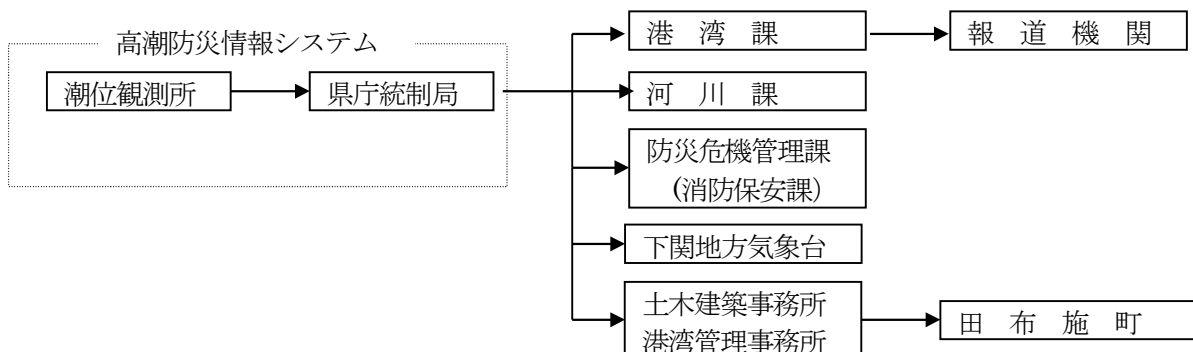 高潮防災情報システム
潮位観測所
県庁統制局
港湾課
報道機関
河川課
防災危機管理課
(消防保安課)
下関地方気象台
土木建築事務所
港湾管理事務所
田布施町